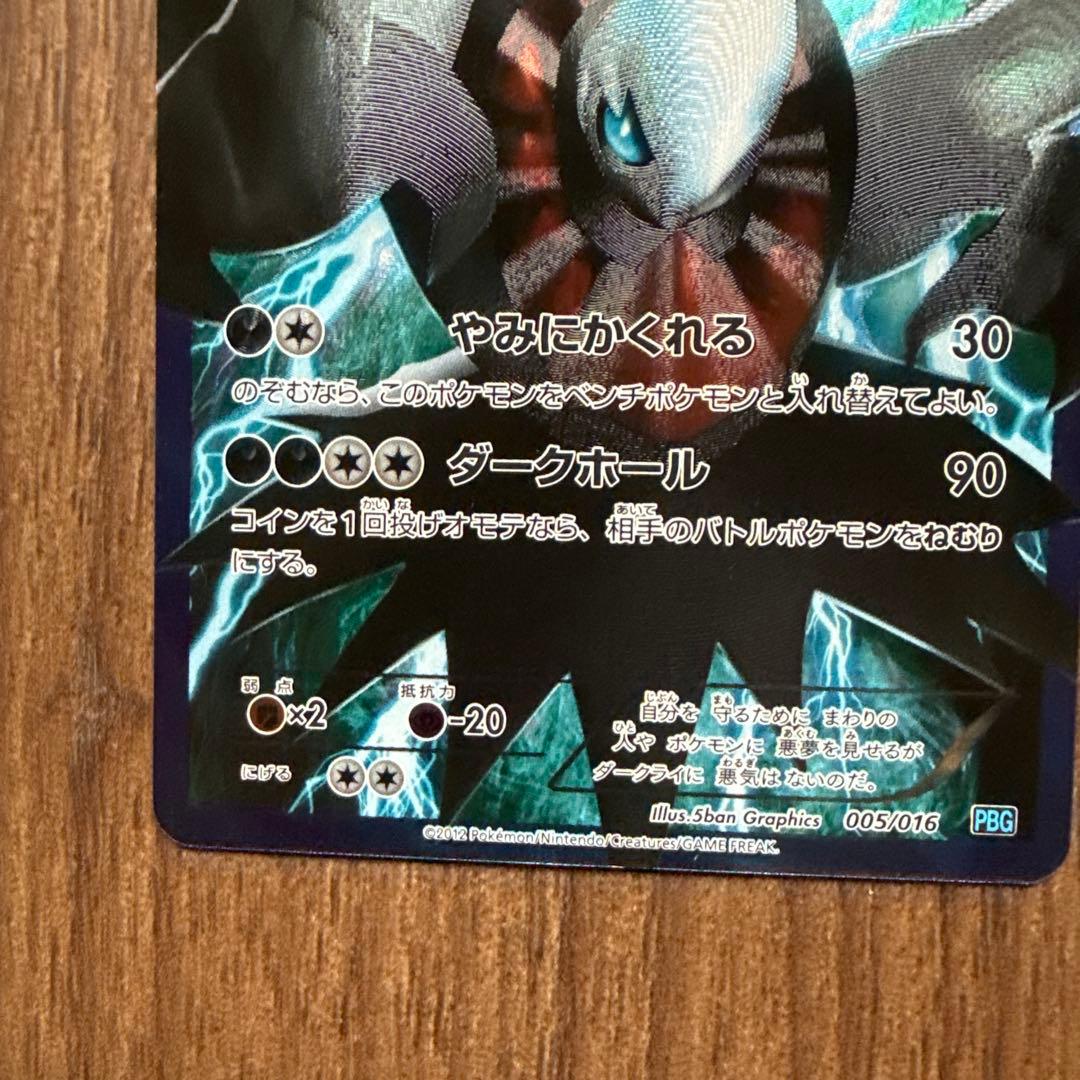 やみにかくれる 30
のぞむなら、このポケモンをベンチポケモンと入れ替えてよい。
ダークホール 90
コインを1回投げオモテなら、相手のバトルポケモンをねむり
にする。
弱点 ×2 抵抗力 -20
にげる
自分を 守るために まわりの
人や ポケモンに 悪夢を見せるが
ダークライに 悪気は ないのだ。
Illus.5ban Graphics 005/016 PBG
©2012 Pokémon/Nintendo/Creatures/GAME FREAK.